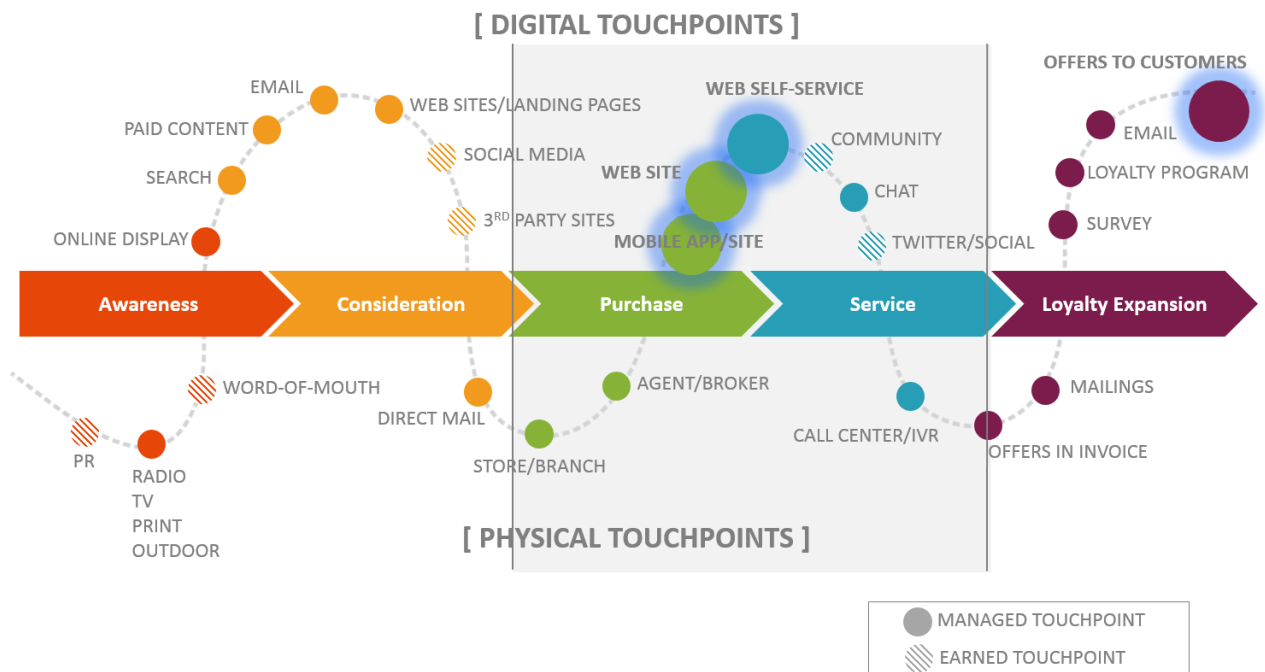 [ DIGITAL TOUCHPOINTS ]
OFFERS TO CUSTOMERS
EMAIL
WEB SITES/LANDING PAGES
PAID CONTENT
SOCIAL MEDIA
SEARCH
3RD PARTY SITES
ONLINE DISPLAY
WEB SELF-SERVICE
WEB SITE
MOBILE APP/SITE
COMMUNITY
CHAT
TWITTER/SOCIAL
EMAIL
LOYALTY PROGRAM
SURVEY
Awareness
Consideration
Purchase
Service
Loyalty Expansion
WORD-OF-MOUTH
PR
RADIO
TV
PRINT
OUTDOOR
DIRECT MAIL
STORE/BRANCH
AGENT/BROKER
CALL CENTER/IVR
MAILINGS
OFFERS IN INVOICE
[ PHYSICAL TOUCHPOINTS ]
MANAGED TOUCHPOINT
EARNED TOUCHPOINT